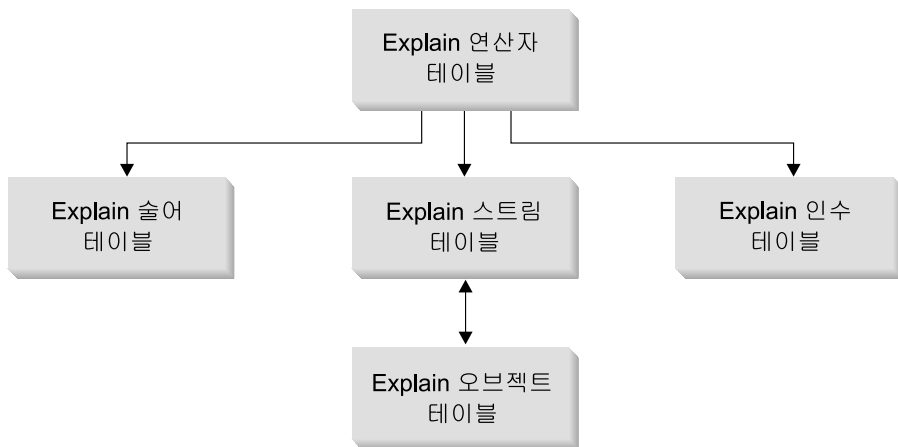 Explain 연산자
테이블
Explain 술어
테이블
Explain 스트림
테이블
Explain 인수
테이블
Explain 오브젝트
테이블